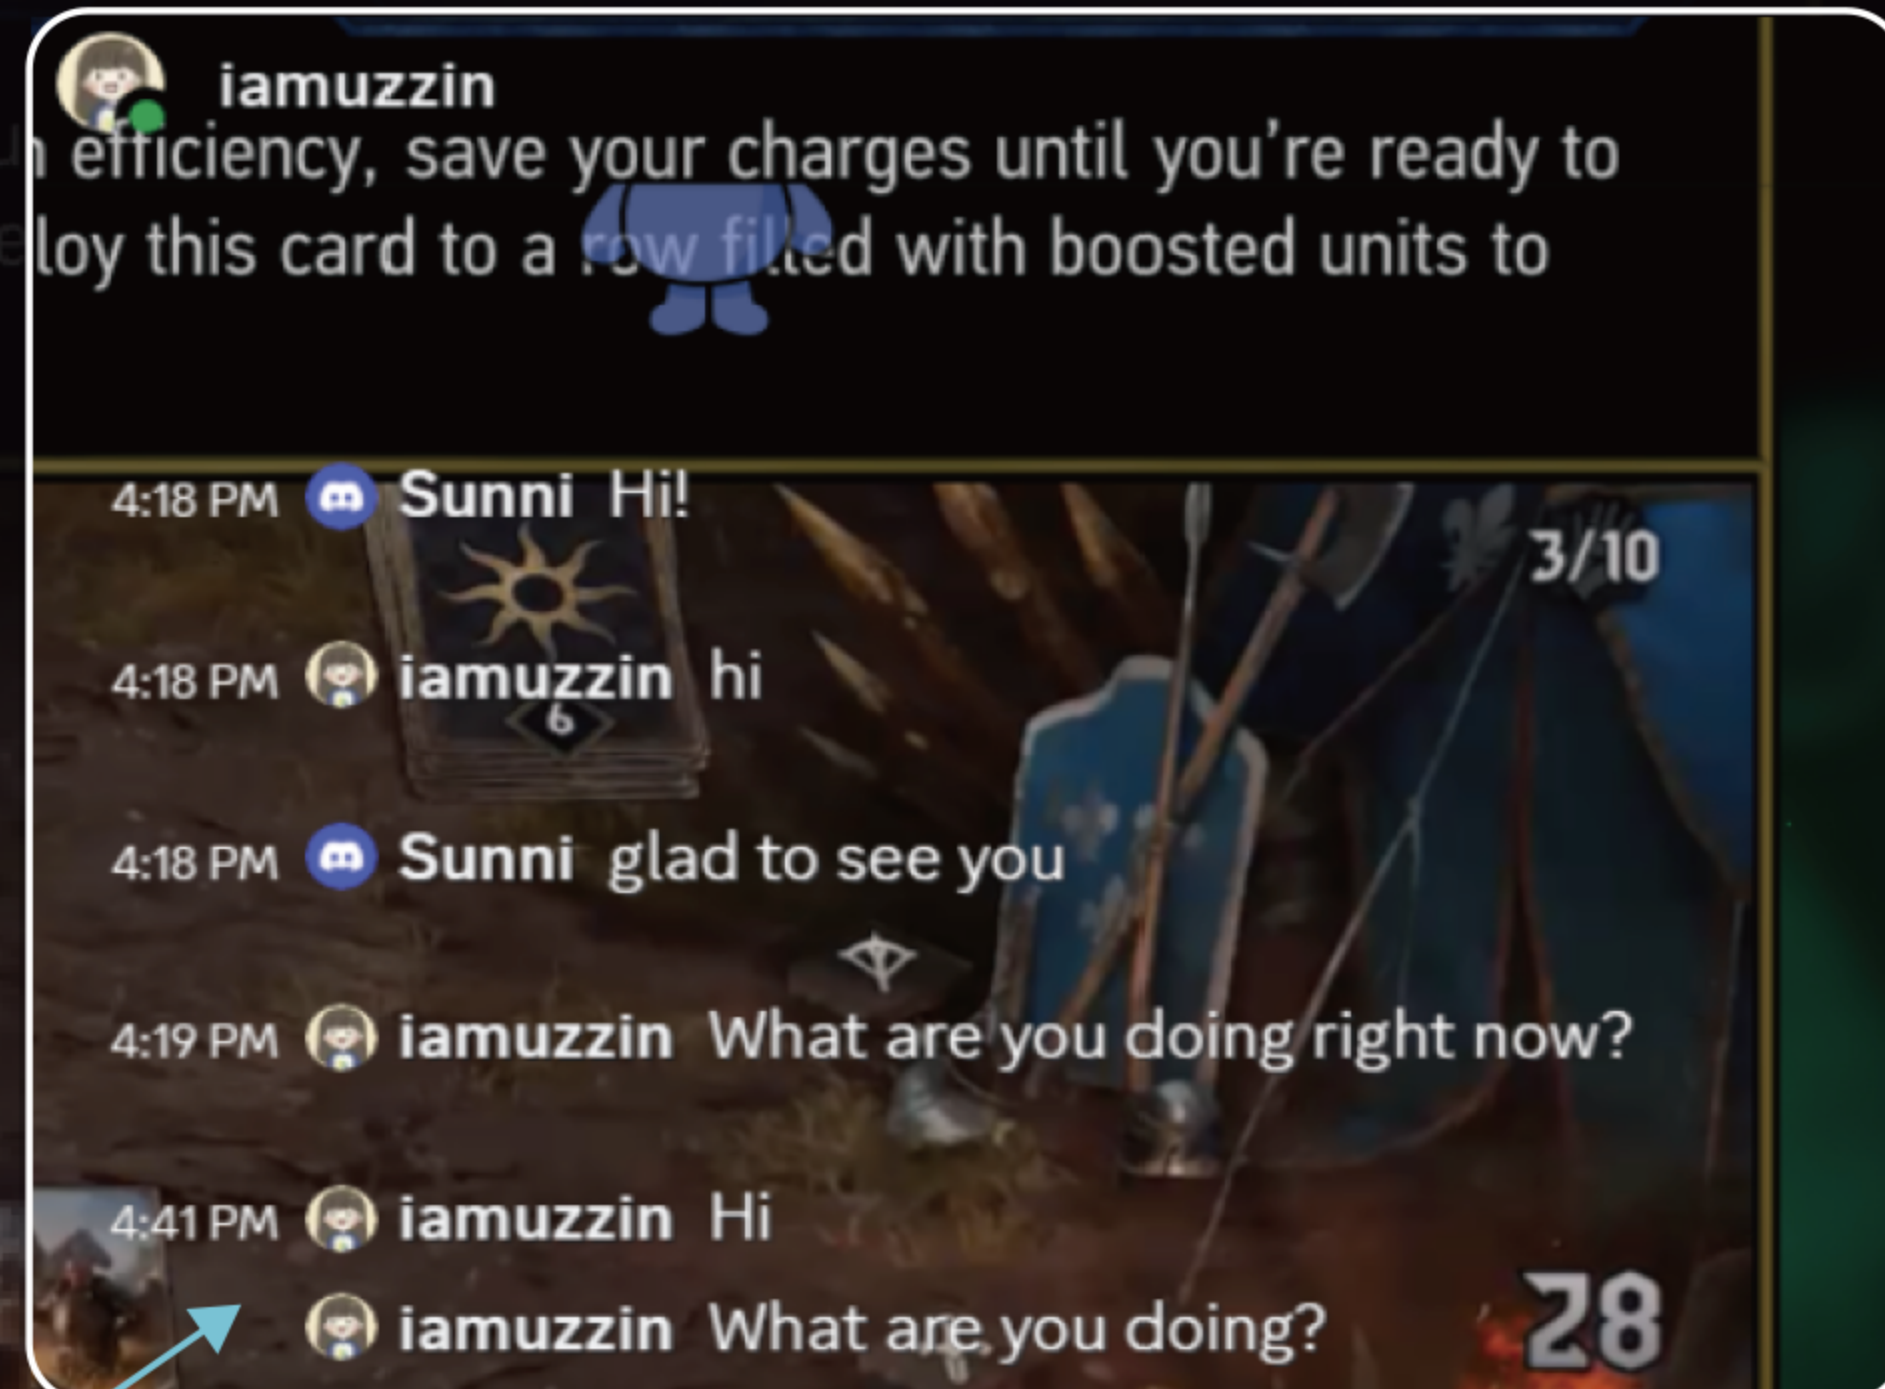 iamuzzin
efficiency, save your charges until you're ready to
loy this card to a row filled with boosted units to
4:18 PM Sunni Hi!
3/10
4:18 PM iamuzzin hi
6
4:18 PM Sunni glad to see you
4:19 PM iamuzzin What are you doing right now?
4:41 PM iamuzzin Hi
iamuzzin What are you doing?
28